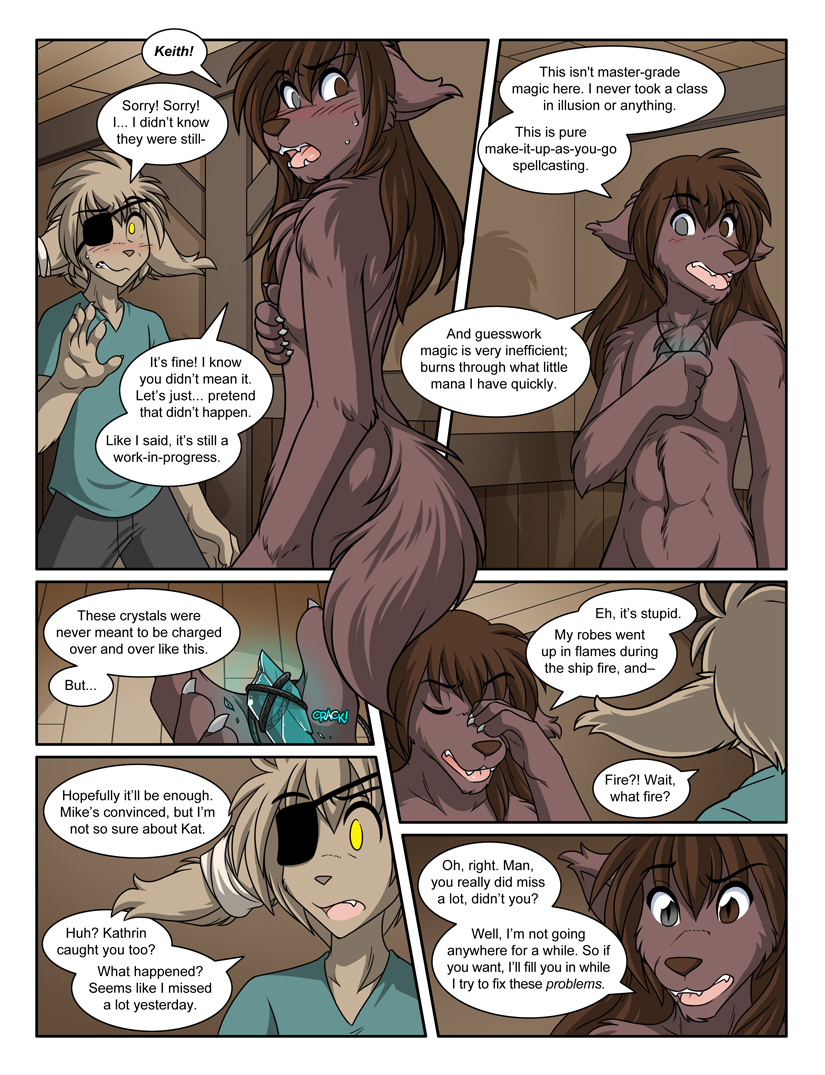 Keith!
Sorry! Sorry!
I... I didn't know
they were still-
It's fine! I know
you didn't mean it.
Let's just... pretend
that didn't happen.
Like I said, it's still a
work-in-progress.
This isn't master-grade
magic here. I never took a class
in illusion or anything.
This is pure
make-it-up-as-you-go
spellcasting.
And guesswork
magic is very inefficient;
burns through what little
mana I have quickly.
These crystals were
never meant to be charged
over and over like this.
But...
CRACK!
Eh, it's stupid.
My robes went
up in flames during
the ship fire, and–
Fire?! Wait,
what fire?
Hopefully it'll be enough.
Mike's convinced, but I'm
not so sure about Kat.
Huh? Kathrin
caught you too?
What happened?
Seems like I missed
a lot yesterday.
Oh, right. Man,
you really did miss
a lot, didn't you?
Well, I'm not going
anywhere for a while. So if
you want, I'll fill you in while
I try to fix these problems.